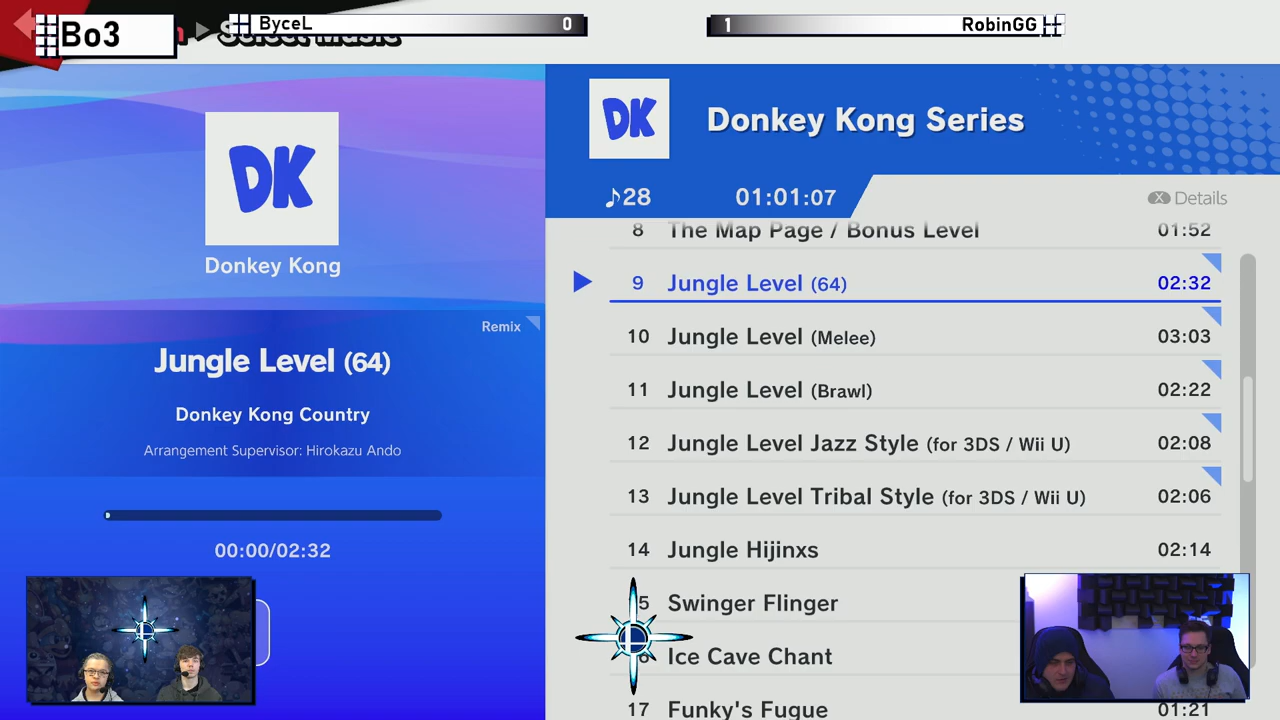 Bo3
ByceL 0
1 RobinGG
Select Music
DK
Donkey Kong
Remix
Jungle Level (64)
Donkey Kong Country
Arrangement Supervisor: Hirokazu Ando
00:00/02:32
DK
Donkey Kong Series
♪28 01:01:07
X Details
8 The Map Page / Bonus Level 01:52
9 Jungle Level (64) 02:32
10 Jungle Level (Melee) 03:03
11 Jungle Level (Brawl) 02:22
12 Jungle Level Jazz Style (for 3DS / Wii U) 02:08
13 Jungle Level Tribal Style (for 3DS / Wii U) 02:06
14 Jungle Hijinxs 02:14
5 Swinger Flinger
Ice Cave Chant
17 Funky's Fugue 01:21